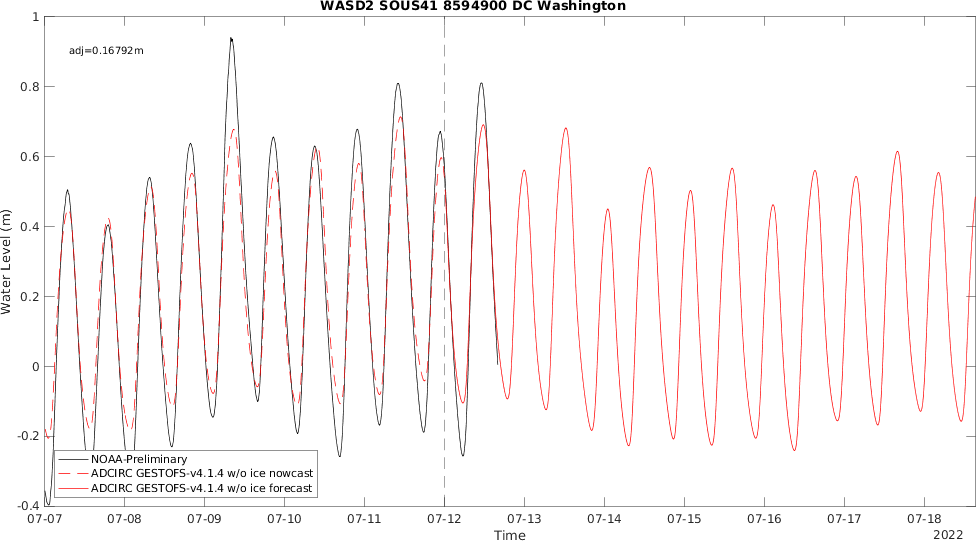 WASD2 SOUS41 8594900 DC Washington
adj=0.16792m
1
0.8
0.6
0.4
0.2
0
-0.2
-0.4
Water Level (m)
NOAA-Preliminary
ADCIRC GESTOFS-v4.1.4 w/o ice nowcast
ADCIRC GESTOFS-v4.1.4 w/o ice forecast
07-07 07-08 07-09 07-10 07-11 07-12 07-13 07-14 07-15 07-16 07-17 07-18
Time
2022